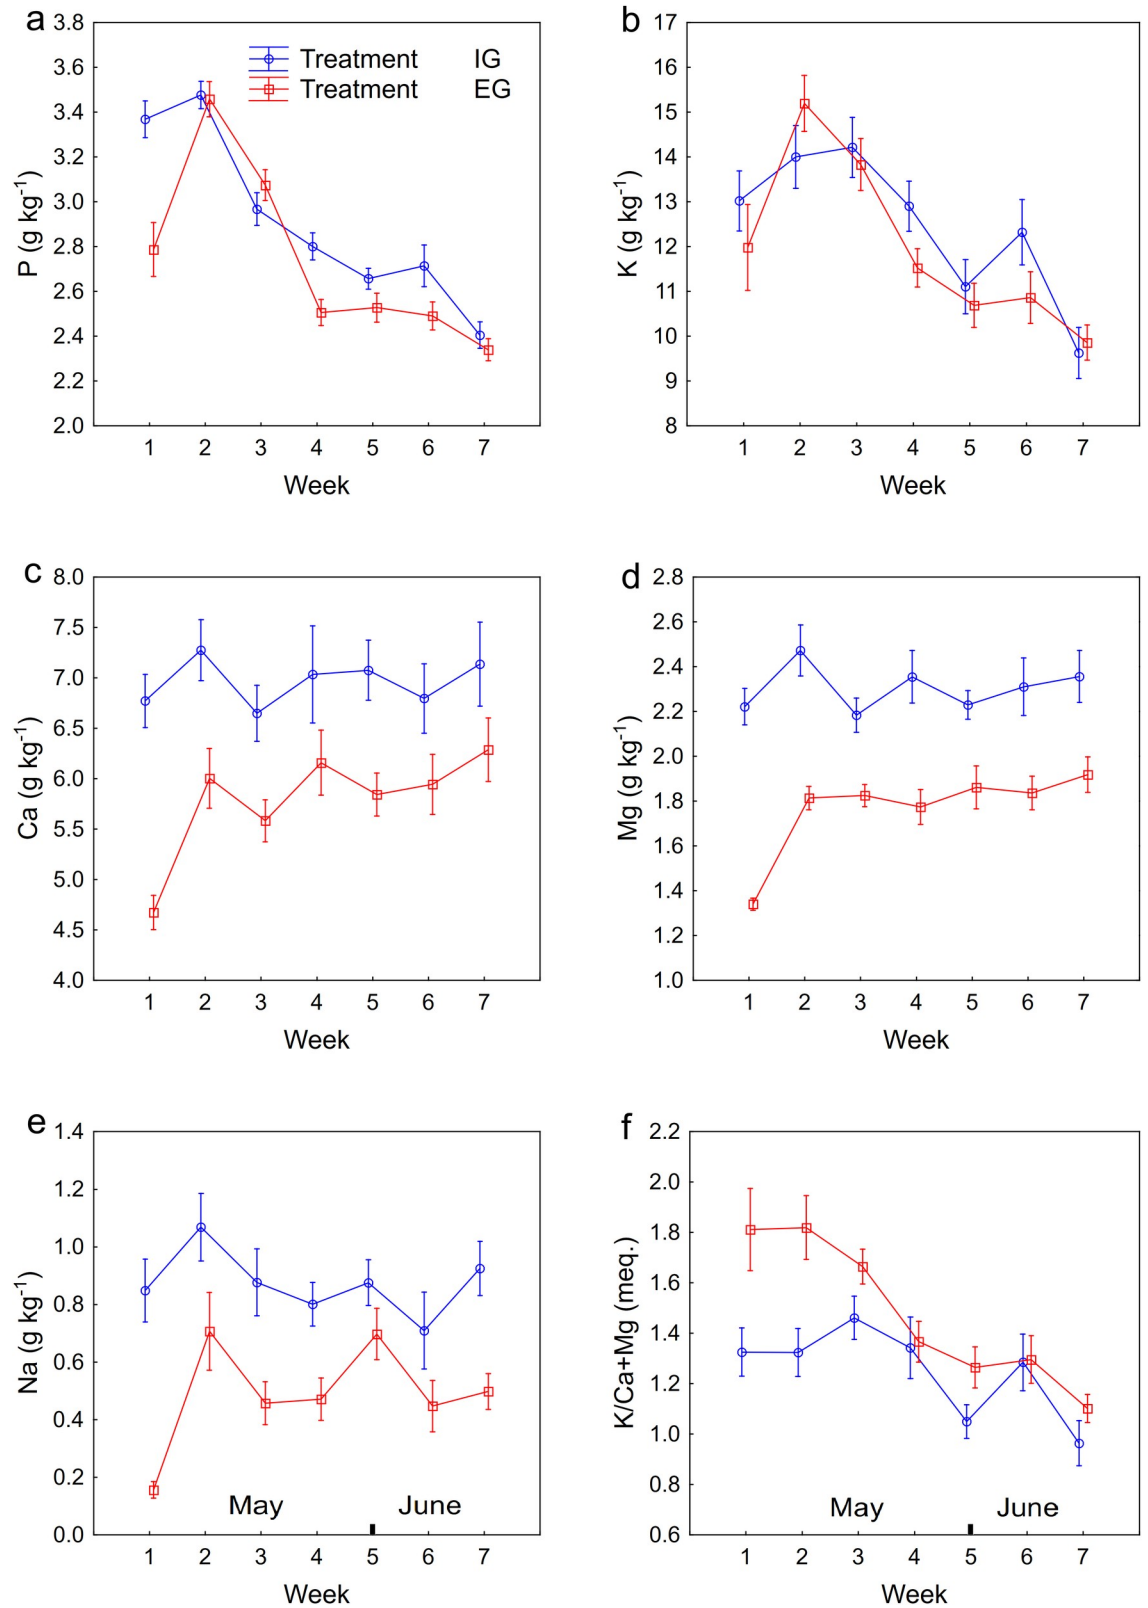 a
3.8
3.6
3.4
3.2
3.0
2.8
2.6
2.4
2.2
2.0
P (g kg-1)
Treatment IG
Treatment EG
1 2 3 4 5 6 7
Week
b
17
16
15
14
13
12
11
10
9
8
K (g kg-1)
1 2 3 4 5 6 7
Week
c
8.0
7.5
7.0
6.5
6.0
5.5
5.0
4.5
4.0
Ca (g kg-1)
1 2 3 4 5 6 7
Week
d
2.8
2.6
2.4
2.2
2.0
1.8
1.6
1.4
1.2
1.0
Mg (g kg-1)
1 2 3 4 5 6 7
Week
e
1.4
1.2
1.0
0.8
0.6
0.4
0.2
0.0
Na (g kg-1)
May June
1 2 3 4 5 6 7
Week
f
2.2
2.0
1.8
1.6
1.4
1.2
1.0
0.8
0.6
K/Ca+Mg (meq.)
May June
1 2 3 4 5 6 7
Week